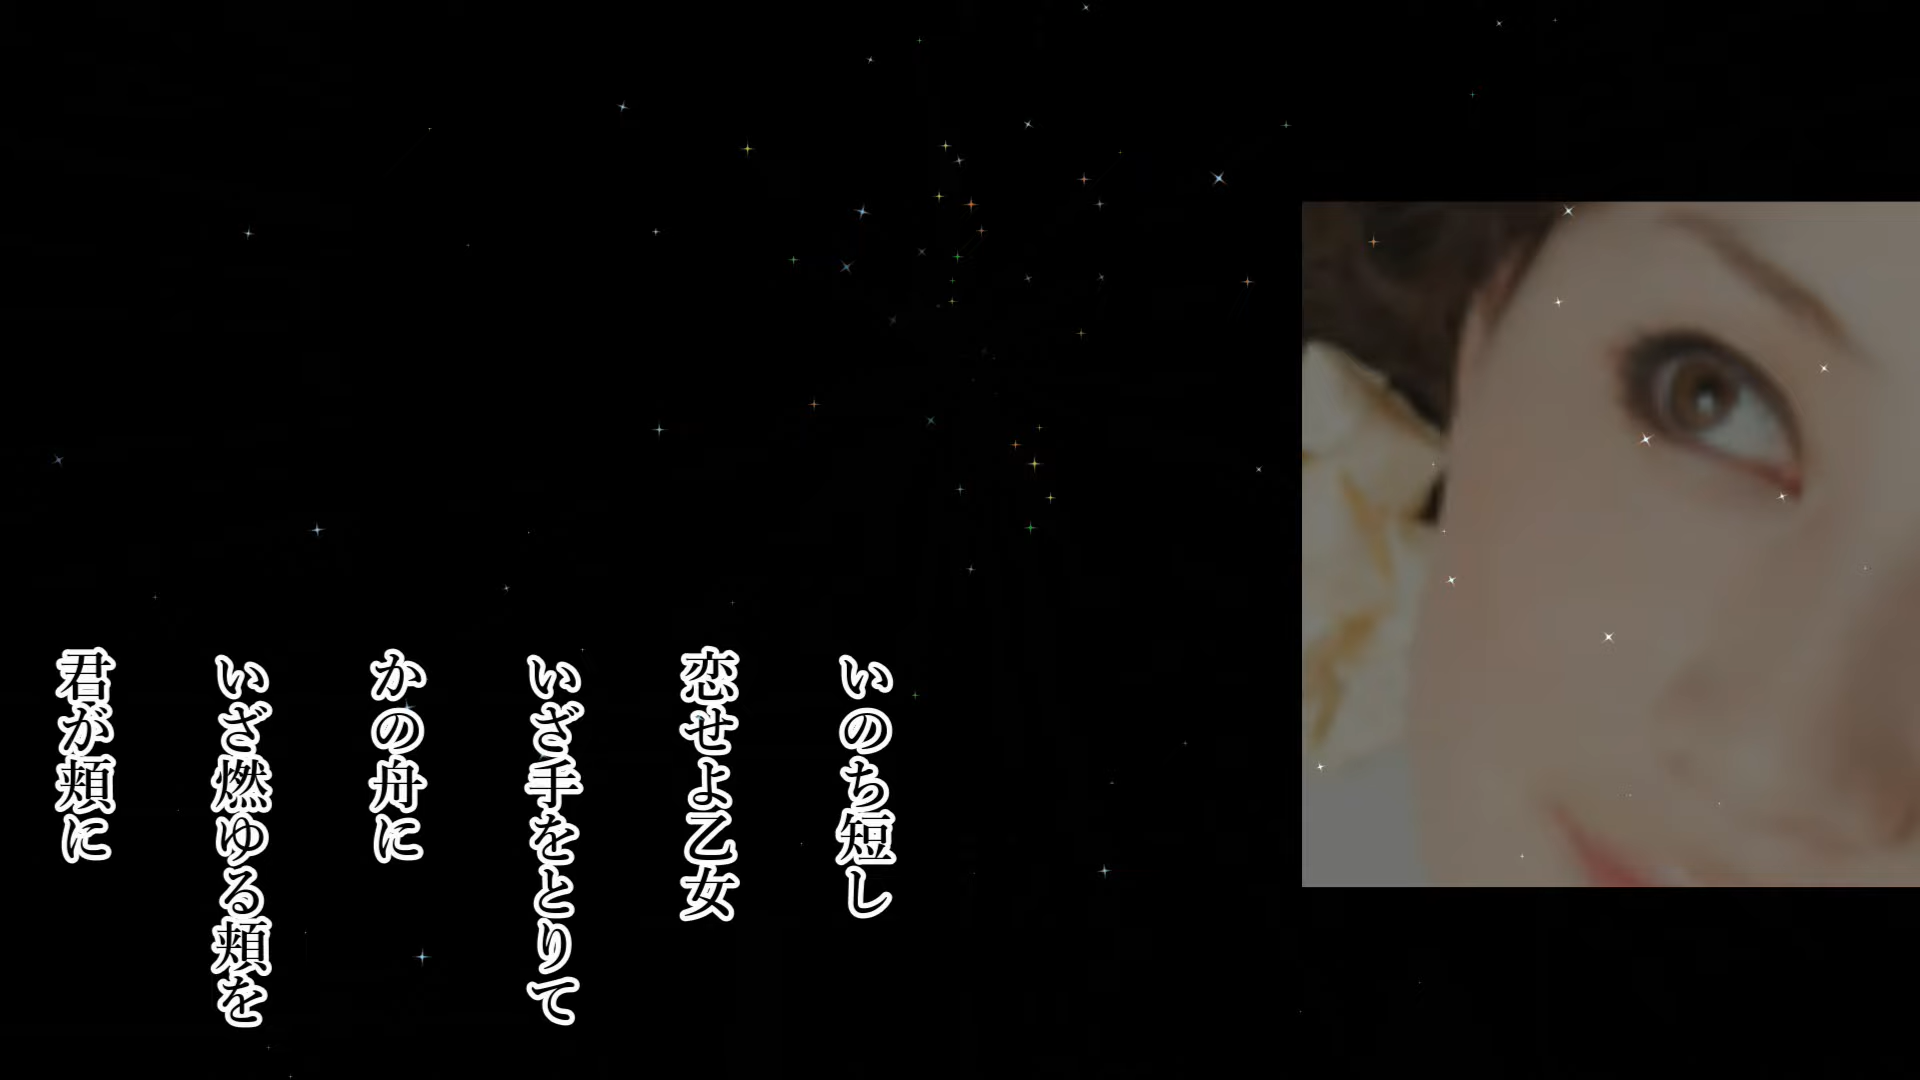 いのち短し
恋せよ乙女
いざ手をとりて
かの舟に
いざ燃ゆる頬を
君が頬に